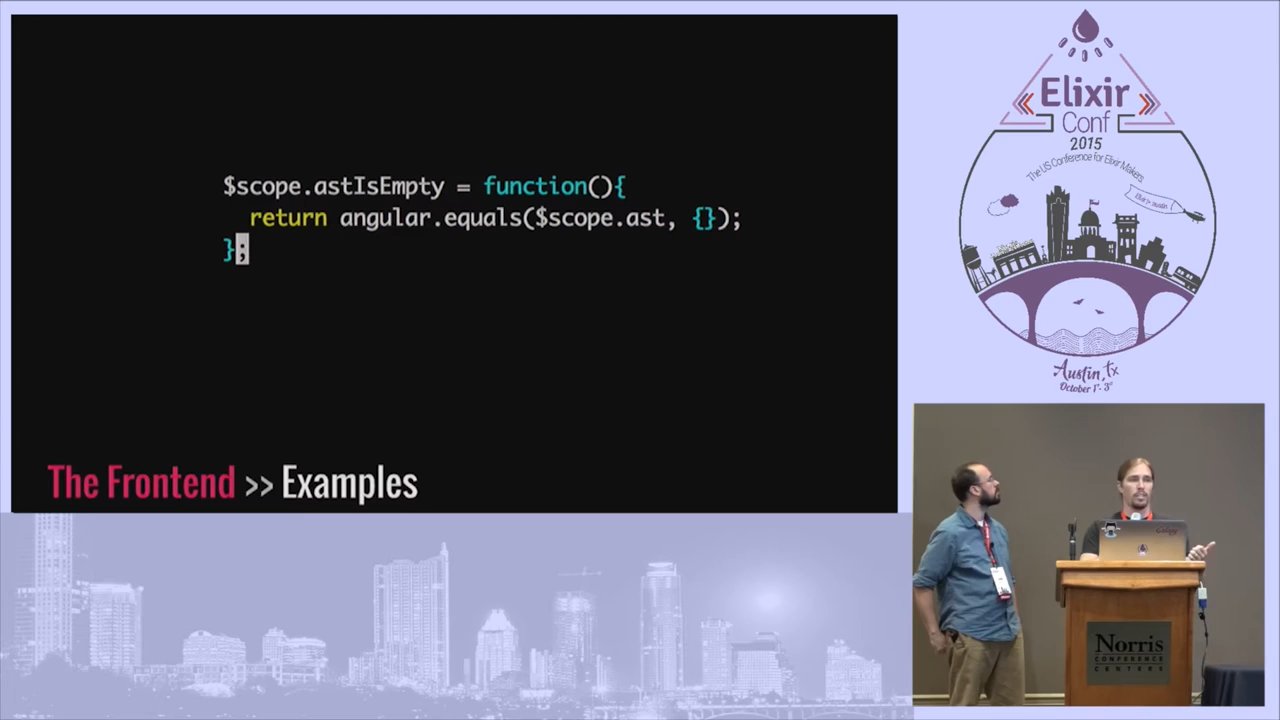 $scope.astIsEmpty = function(){
return angular.equals($scope.ast, {});
};
The Frontend >> Examples
Elixir
Conf
2015
The US Conference for Elixir Makers
Austin, tx
October 1st - 3rd
Norris
CONFERENCE
CENTERS